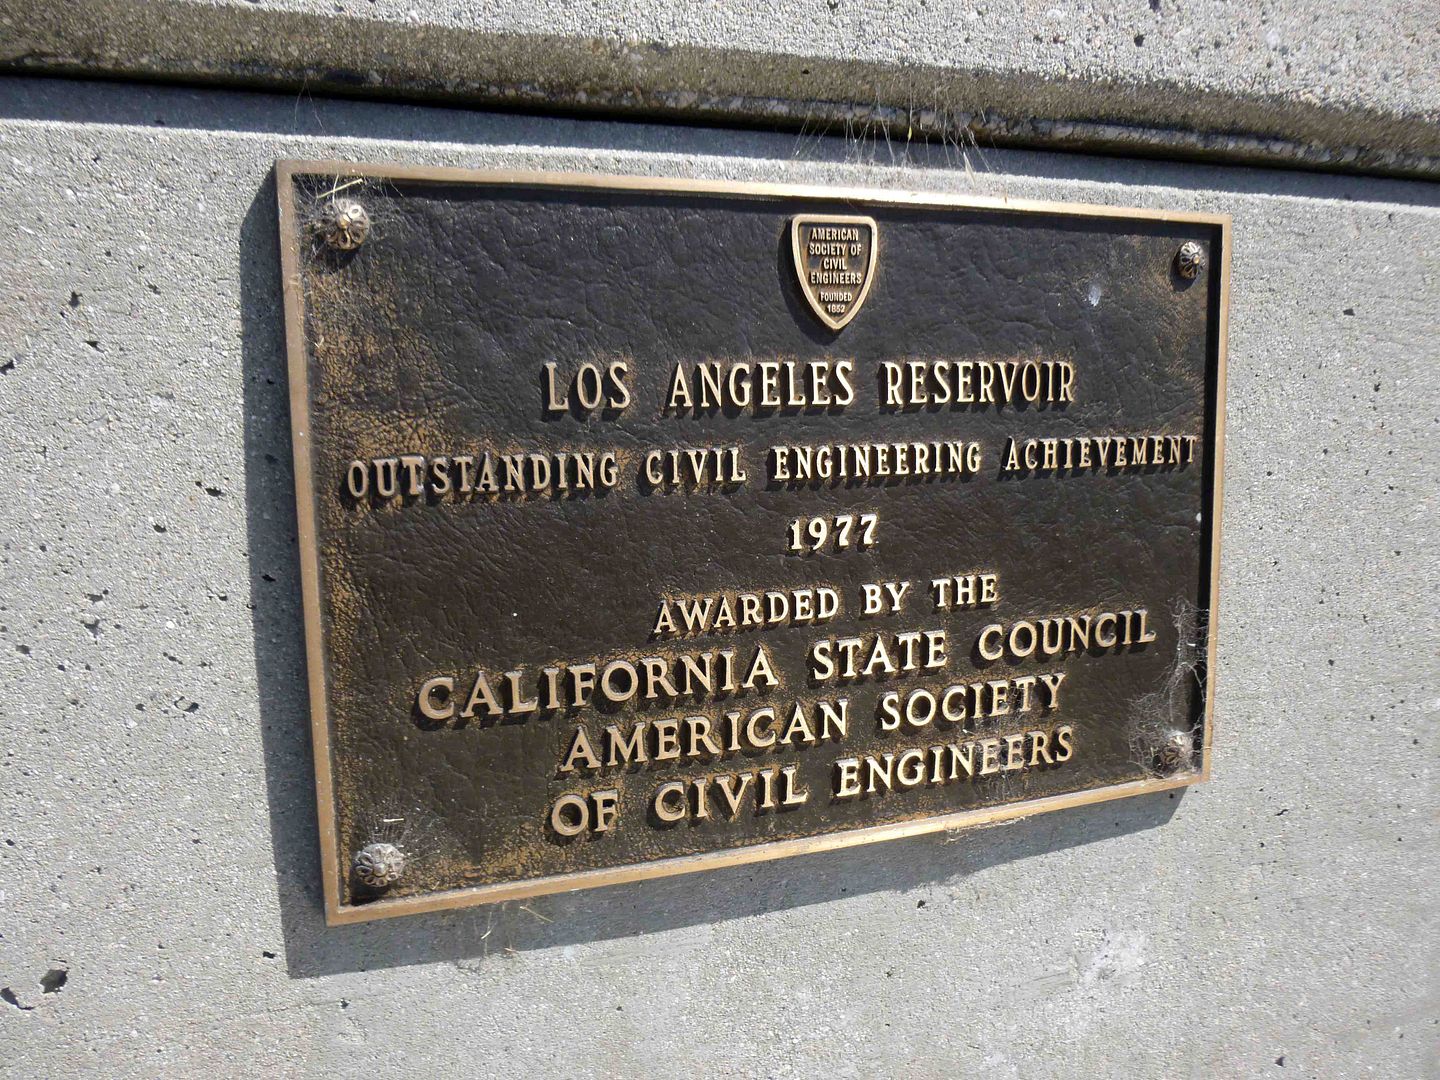 AMERICAN
SOCIETY OF
CIVIL
ENGINEERS
FOUNDED
1852
LOS ANGELES RESERVOIR
OUTSTANDING CIVIL ENGINEERING ACHIEVEMENT
1977
AWARDED BY THE
CALIFORNIA STATE COUNCIL
AMERICAN SOCIETY
OF CIVIL ENGINEERS